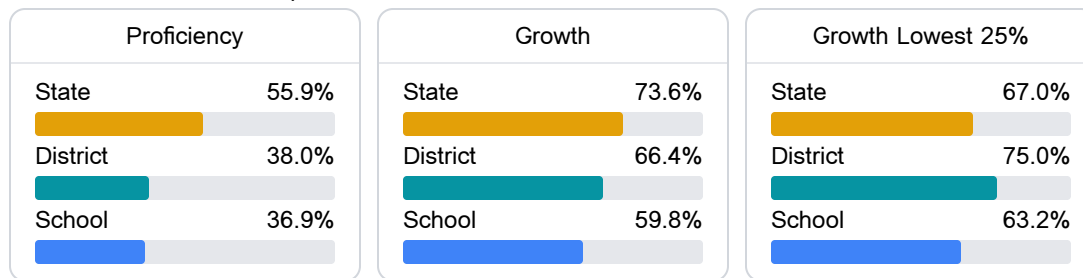 Proficiency
State 55.9%
District 38.0%
School 36.9%
Growth
State 73.6%
District 66.4%
School 59.8%
Growth Lowest 25%
State 67.0%
District 75.0%
School 63.2%